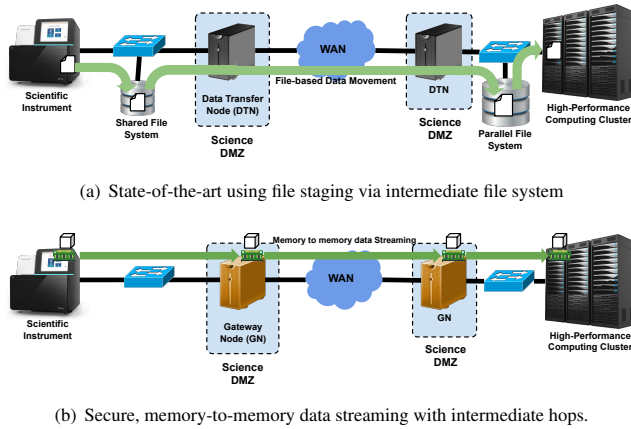 WAN
File-based Data Movement
Scientific
Instrument
Shared File
System
Data Transfer
Node (DTN)
Science
DMZ
DTN
Science
DMZ
Parallel File
System
High-Performance
Computing Cluster
(a) State-of-the-art using file staging via intermediate file system
Memory to memory data Streaming
WAN
Scientific
Instrument
Gateway
Node (GN)
Science
DMZ
GN
Science
DMZ
High-Performance
Computing Cluster
(b) Secure, memory-to-memory data streaming with intermediate hops.